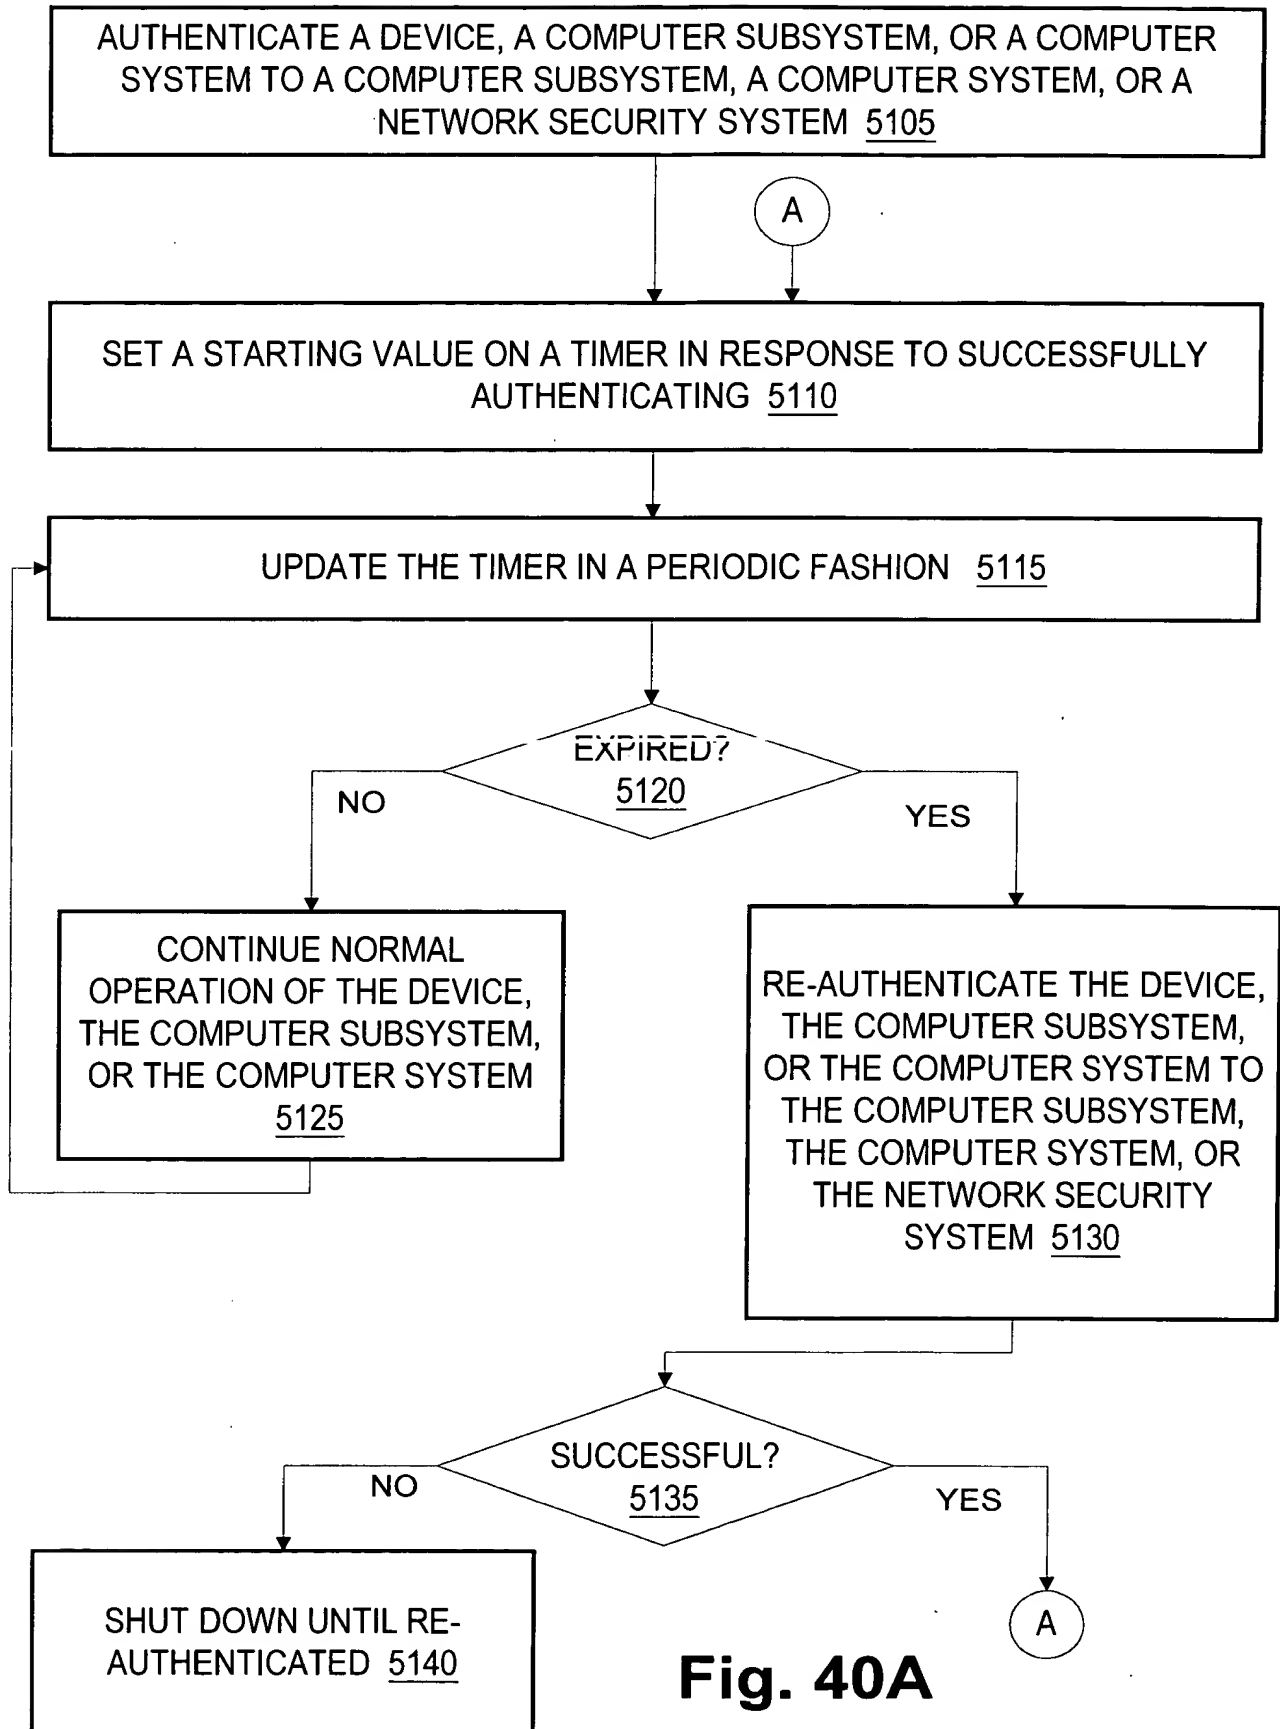 AUTHENTICATE A DEVICE, A COMPUTER SUBSYSTEM, OR A COMPUTER
SYSTEM TO A COMPUTER SUBSYSTEM, A COMPUTER SYSTEM, OR A
NETWORK SECURITY SYSTEM 5105
A
SET A STARTING VALUE ON A TIMER IN RESPONSE TO SUCCESSFULLY
AUTHENTICATING 5110
UPDATE THE TIMER IN A PERIODIC FASHION 5115
EXPIRED?
5120
NO
YES
CONTINUE NORMAL
OPERATION OF THE DEVICE,
THE COMPUTER SUBSYSTEM,
OR THE COMPUTER SYSTEM
5125
RE-AUTHENTICATE THE DEVICE,
THE COMPUTER SUBSYSTEM,
OR THE COMPUTER SYSTEM TO
THE COMPUTER SUBSYSTEM,
THE COMPUTER SYSTEM, OR
THE NETWORK SECURITY
SYSTEM 5130
SUCCESSFUL?
5135
NO
YES
SHUT DOWN UNTIL RE-
AUTHENTICATED 5140
A
Fig. 40A